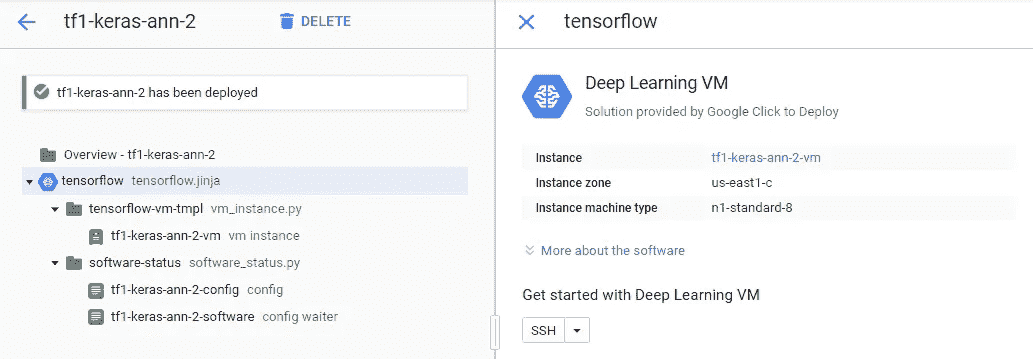 tf1-keras-ann-2 DELETE
tf1-keras-ann-2 has been deployed
Overview - tf1-keras-ann-2
tensorflow tensorflow.jinja
tensorflow-vm-tmpl vm_instance.py
tf1-keras-ann-2-vm vm instance
software-status software_status.py
tf1-keras-ann-2-config config
tf1-keras-ann-2-software config waiter
tensorflow
Deep Learning VM
Solution provided by Google Click to Deploy
Instance tf1-keras-ann-2-vm
Instance zone us-east1-c
Instance machine type n1-standard-8
More about the software
Get started with Deep Learning VM
SSH